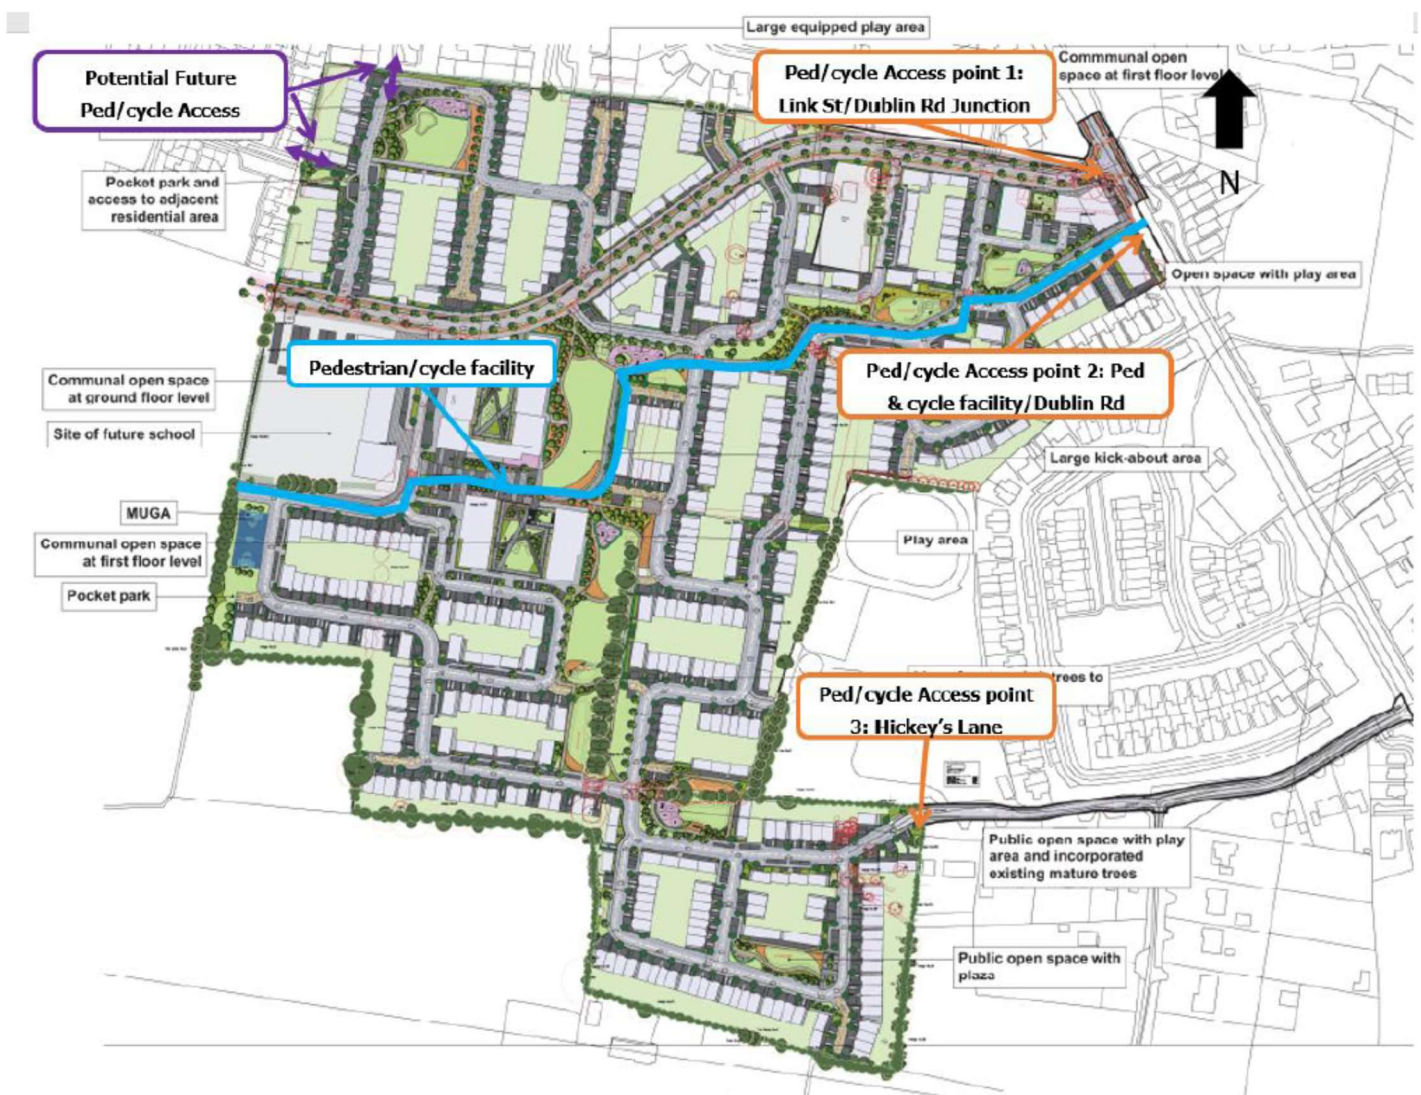 Large equipped play area
Potential Future
Ped/cycle Access
Ped/cycle Access point 1:
Link St/Dublin Rd Junction
Commmunal open
space at first floor level
N
Pocket park and
access to adjacent
residential area
Open space with play area
Pedestrian/cycle facility
Ped/cycle Access point 2: Ped
& cycle facility/Dublin Rd
Communal open space
at ground floor level
Site of future school
Large kick-about area
MUGA
Communal open space
at first floor level
Play area
Pocket park
trees to
Ped/cycle Access point
3: Hickey's Lane
Public open space with play
area and incorporated
existing mature trees
Public open space with
plaza